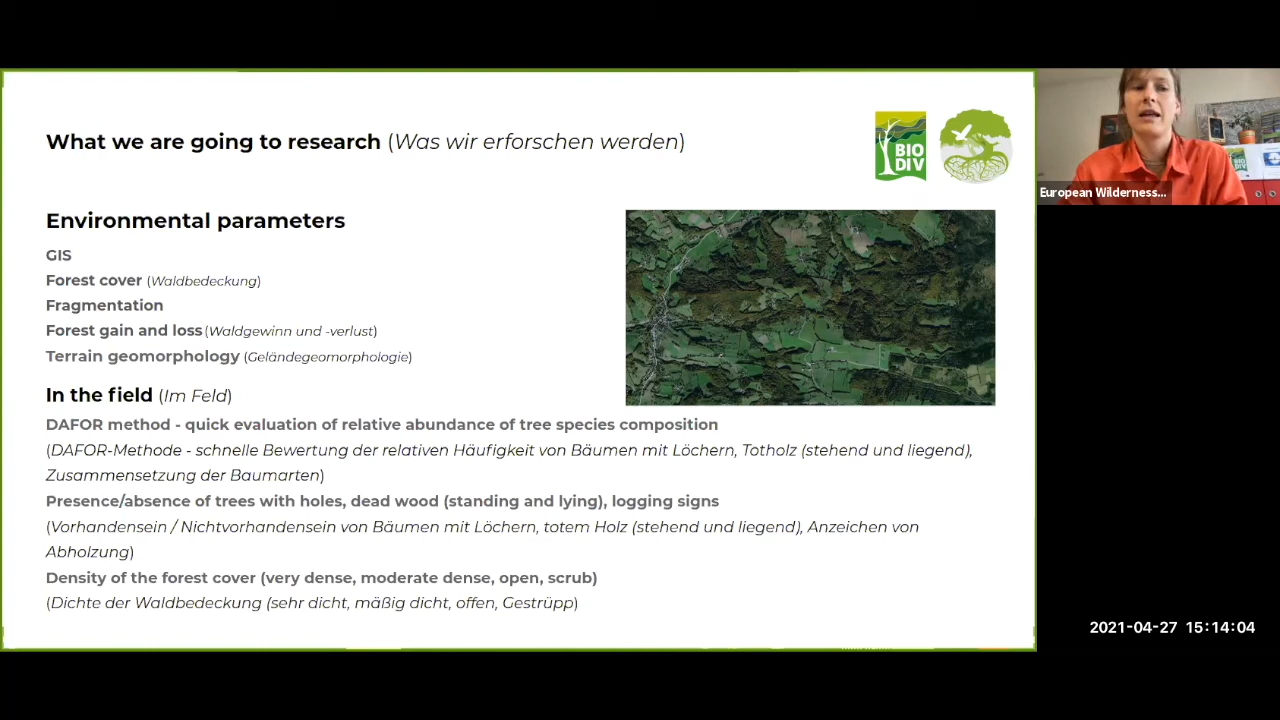 What we are going to research (Was wir erforschen werden)
BIO
DIV
Environmental parameters
GIS
Forest cover (Waldbedeckung)
Fragmentation
Forest gain and loss (Waldgewinn und -verlust)
Terrain geomorphology (Geländegeomorphologie)
In the field (Im Feld)
DAFOR method - quick evaluation of relative abundance of tree species composition
(DAFOR-Methode - schnelle Bewertung der relativen Häufigkeit von Bäumen mit Löchern, Totholz (stehend und liegend),
Zusammensetzung der Baumarten)
Presence/absence of trees with holes, dead wood (standing and lying), logging signs
(Vorhandensein / Nichtvorhandensein von Bäumen mit Löchern, totem Holz (stehend und liegend), Anzeichen von
Abholzung)
Density of the forest cover (very dense, moderate dense, open, scrub)
(Dichte der Waldbedeckung (sehr dicht, mäßig dicht, offen, Gestrüpp)
European Wilderness...
BIO
DIV
2021-04-27 15:14:04